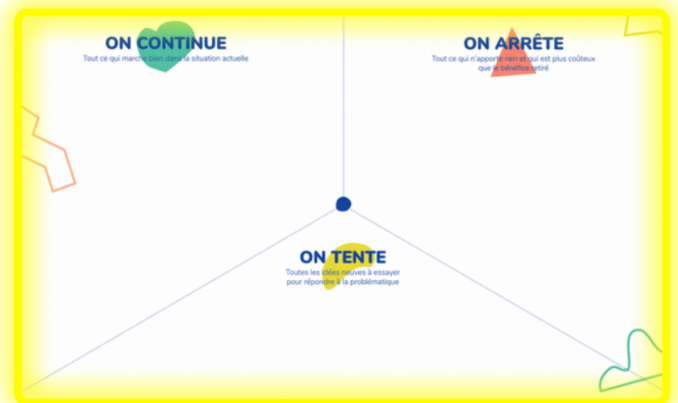 ON CONTINUE
Tout ce qui marche bien dans la situation actuelle
ON ARRÊTE
Tout ce qui n'apporte rien et qui est plus coûteux
que le bénéfice retiré
ON TENTE
Toutes les idées neuves à essayer
pour répondre à la problématique